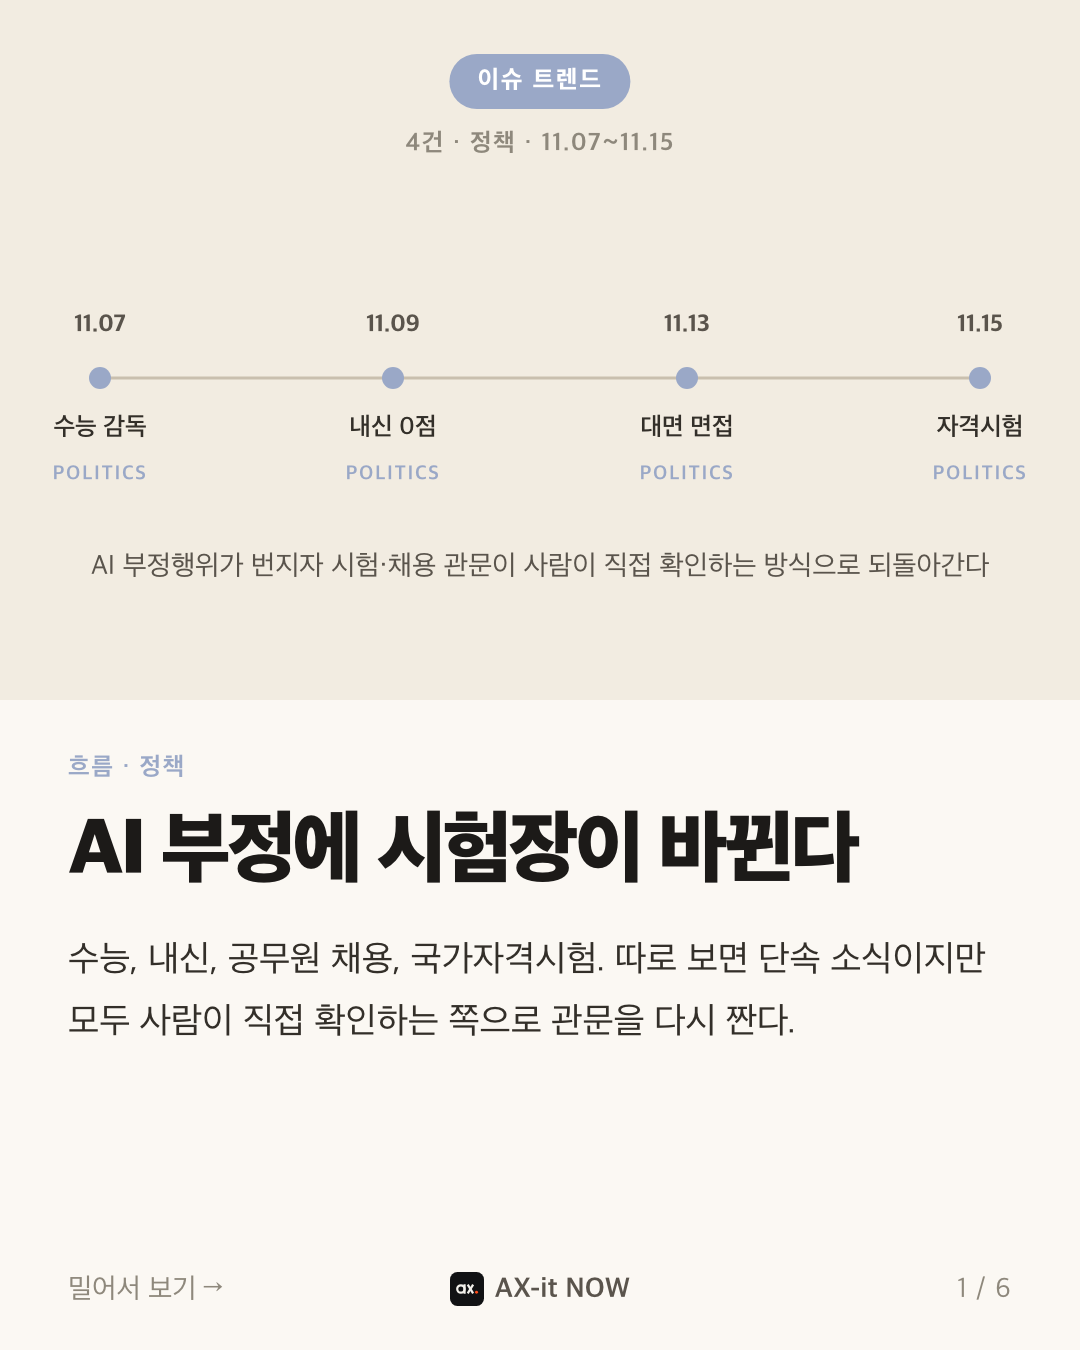 이슈 트렌드
4건 · 정책 · 11.07~11.15
11.07 11.09 11.13 11.15
수능 감독 내신 0점 대면 면접 자격시험
POLITICS POLITICS POLITICS POLITICS
AI 부정행위가 번지자 시험·채용 관문이 사람이 직접 확인하는 방식으로 되돌아간다
흐름 · 정책
AI 부정에 시험장이 바뀐다
수능, 내신, 공무원 채용, 국가자격시험. 따로 보면 단속 소식이지만
모두 사람이 직접 확인하는 쪽으로 관문을 다시 짠다.
밀어서 보기 → ax. AX-it NOW 1 / 6